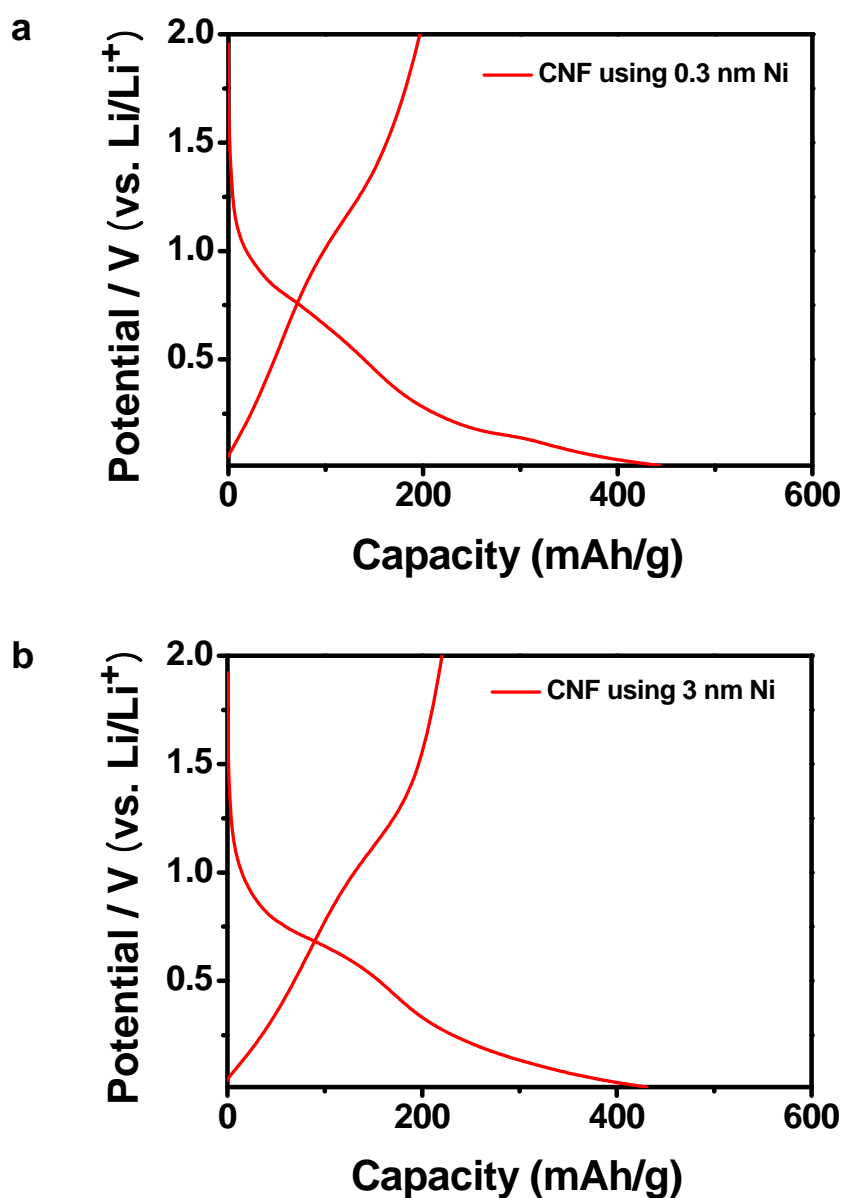 a
CNF using 0.3 nm Ni
Potential / V (vs. Li/Li⁺)
2.0
1.5
1.0
0.5
0
200
400
600
Capacity (mAh/g)
b
CNF using 3 nm Ni
Potential / V (vs. Li/Li⁺)
2.0
1.5
1.0
0.5
0
200
400
600
Capacity (mAh/g)